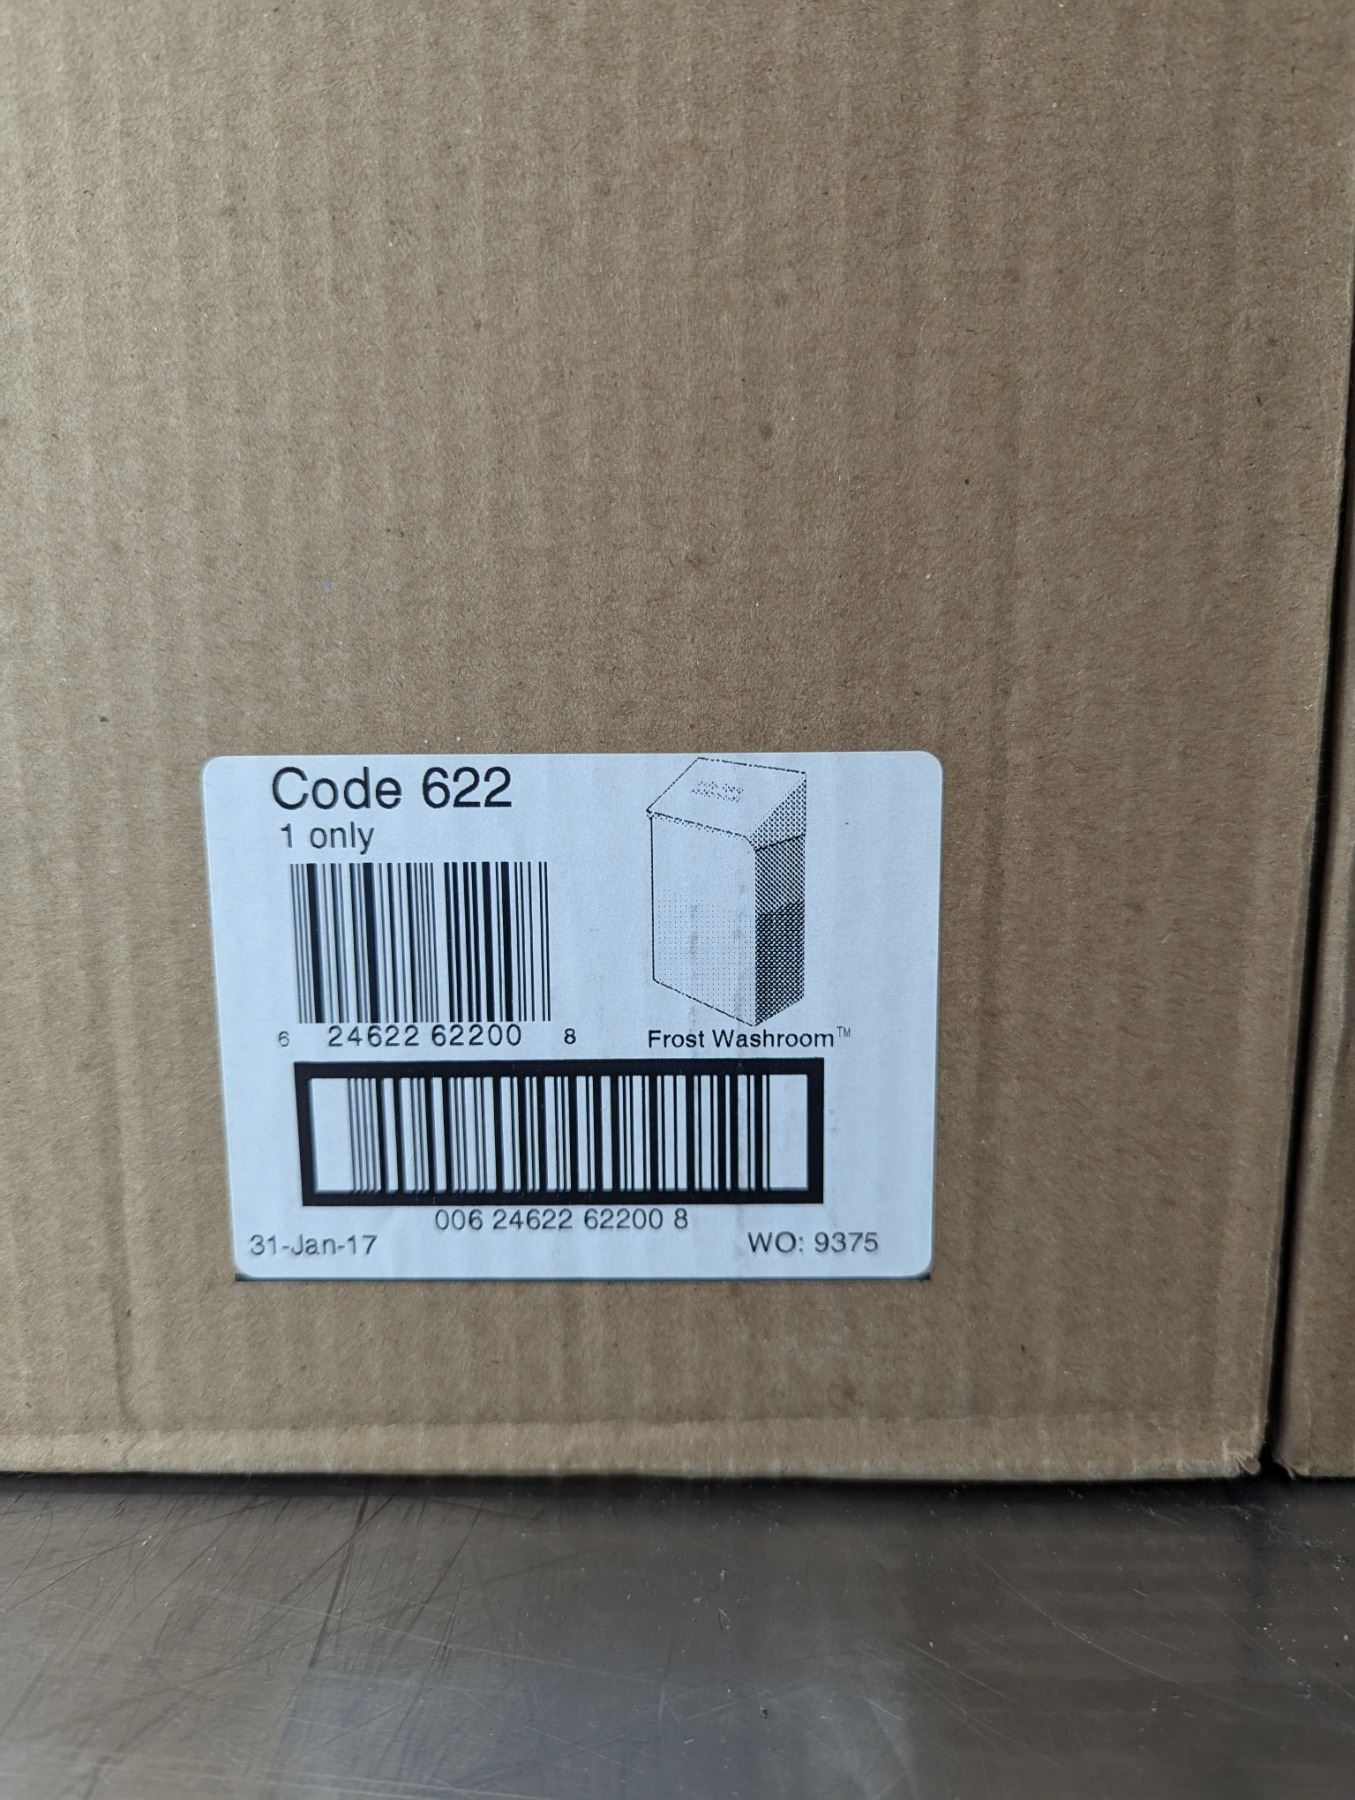 Code 622
1 only
6 24622 62200 8
Frost Washroom™
006 24622 62200 8
31-Jan-17
WO: 9375